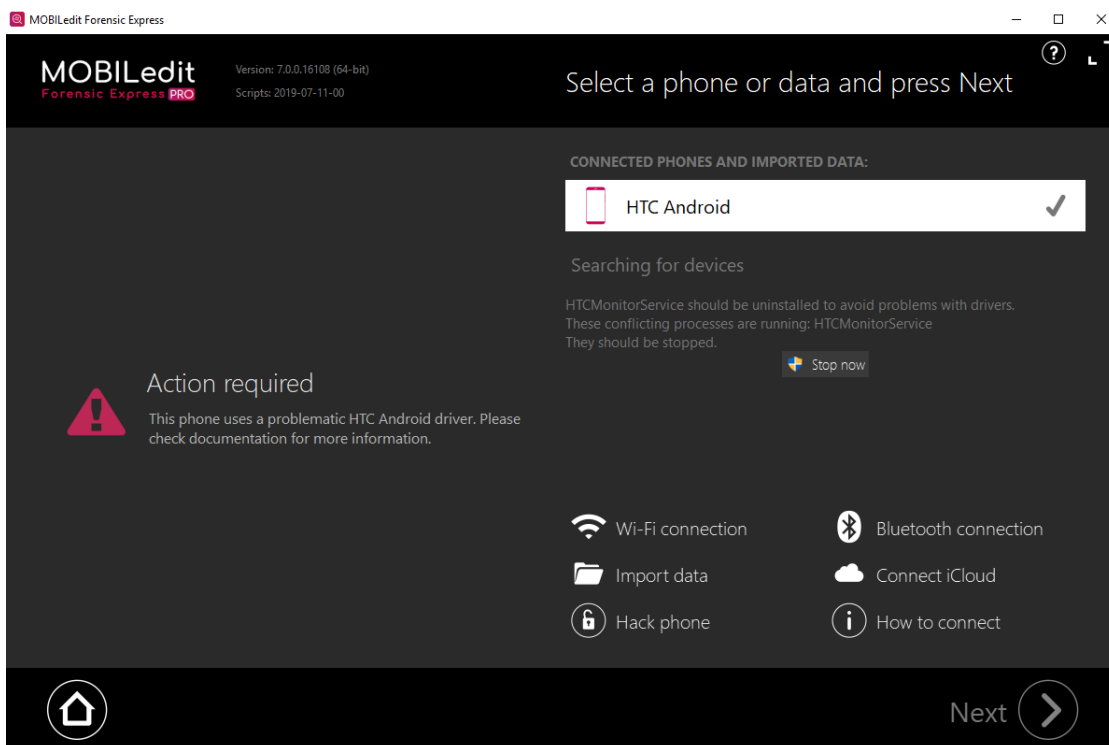 MOBILedit Forensic Express
MOBILedit
Forensic Express PRO
Version: 7.0.0.16108 (64-bit)
Scripts: 2019-07-11-00
Select a phone or data and press Next
?
CONNECTED PHONES AND IMPORTED DATA:
HTC Android
Searching for devices
HTCMonitorService should be uninstalled to avoid problems with drivers.
These conflicting processes are running: HTCMonitorService
They should be stopped.
Stop now
Action required
This phone uses a problematic HTC Android driver. Please
check documentation for more information.
Wi-Fi connection
Bluetooth connection
Import data
Connect iCloud
Hack phone
How to connect
Next